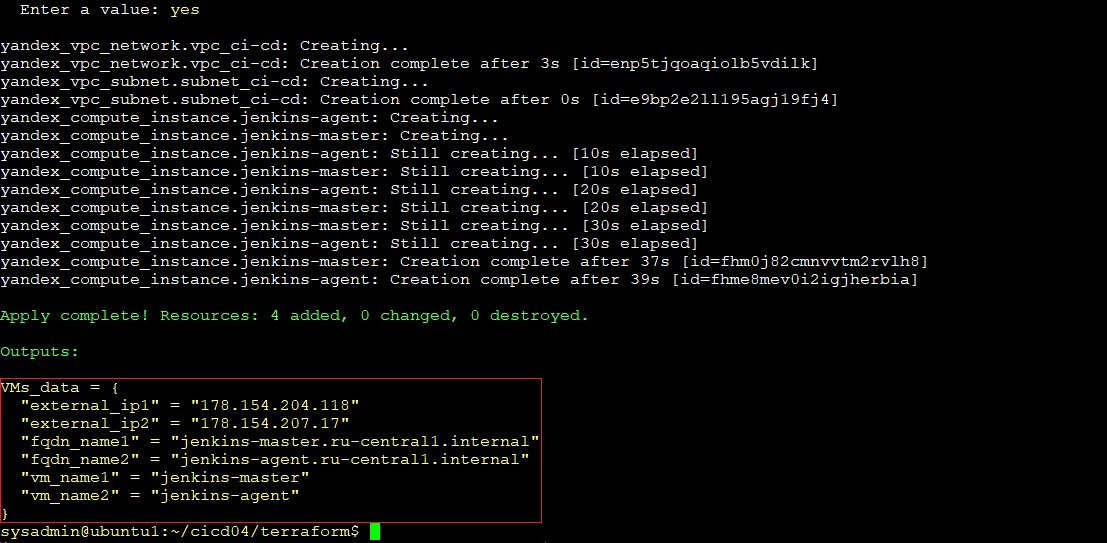 Enter a value: yes
yandex_vpc_network.vpc_ci-cd: Creating...
yandex_vpc_network.vpc_ci-cd: Creation complete after 3s [id=enp5tjqoaqiolb5vdilk]
yandex_vpc_subnet.subnet_ci-cd: Creating...
yandex_vpc_subnet.subnet_ci-cd: Creation complete after 0s [id=e9bp2e2ll195agj19fj4]
yandex_compute_instance.jenkins-agent: Creating...
yandex_compute_instance.jenkins-master: Creating...
yandex_compute_instance.jenkins-agent: Still creating... [10s elapsed]
yandex_compute_instance.jenkins-master: Still creating... [10s elapsed]
yandex_compute_instance.jenkins-agent: Still creating... [20s elapsed]
yandex_compute_instance.jenkins-master: Still creating... [20s elapsed]
yandex_compute_instance.jenkins-master: Still creating... [30s elapsed]
yandex_compute_instance.jenkins-agent: Still creating... [30s elapsed]
yandex_compute_instance.jenkins-master: Creation complete after 37s [id=fhm0j82cmnvvtm2rvlh8]
yandex_compute_instance.jenkins-agent: Creation complete after 39s [id=fhme8mev0i2igjherbia]
Apply complete! Resources: 4 added, 0 changed, 0 destroyed.
Outputs:
VMs_data = {
"external_ip1" = "178.154.204.118"
"external_ip2" = "178.154.207.17"
"fqdn_name1" = "jenkins-master.ru-central1.internal"
"fqdn_name2" = "jenkins-agent.ru-central1.internal"
"vm_name1" = "jenkins-master"
"vm_name2" = "jenkins-agent"
}
sysadmin@ubuntu1:~/cicd04/terraform$